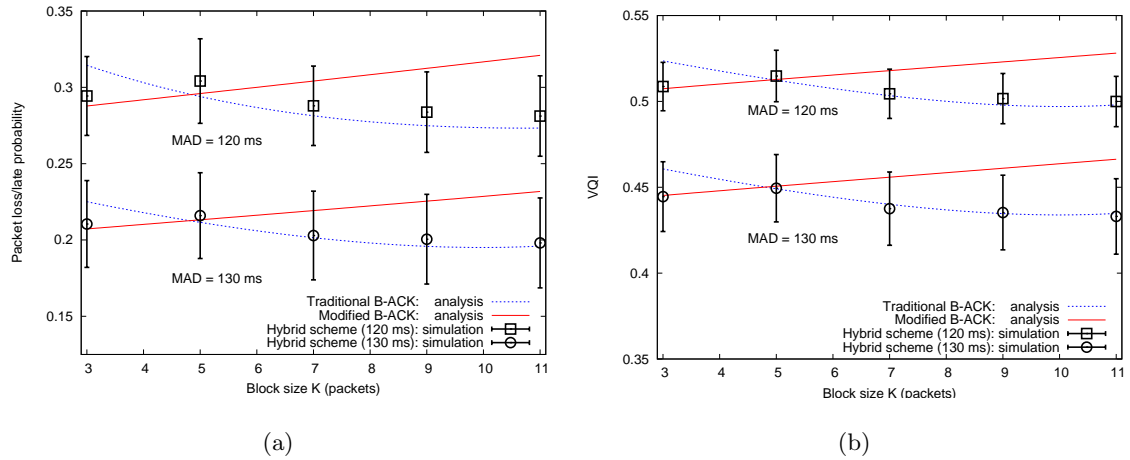 0.35
0.3
0.25
0.2
0.15
Packet loss/late probability
MAD = 120 ms
MAD = 130 ms
Traditional B-ACK: analysis
Modified B-ACK: analysis
Hybrid scheme (120 ms): simulation
Hybrid scheme (130 ms): simulation
3 4 5 6 7 8 9 10 11
Block size K (packets)
(a)
0.55
0.5
0.45
0.4
0.35
VQI
MAD = 120 ms
MAD = 130 ms
Traditional B-ACK: analysis
Modified B-ACK: analysis
Hybrid scheme (120 ms): simulation
Hybrid scheme (130 ms): simulation
3 4 5 6 7 8 9 10 11
Block size K (packets)
(b)